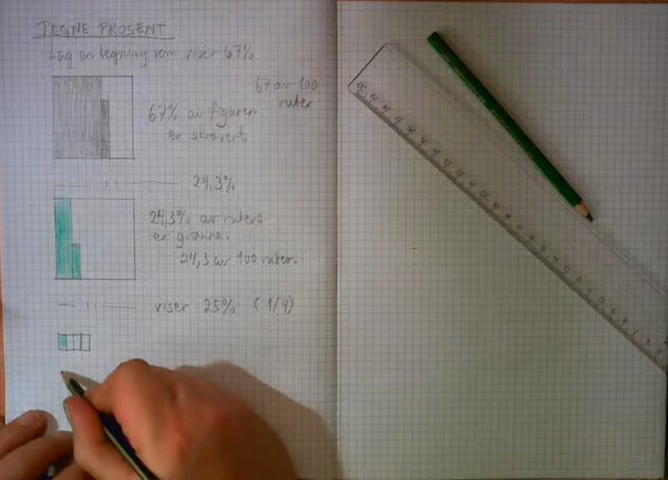 TEGNE PROSENT
Lag en tegning som viser 67%
67 av 100
ruter
67% av figuren
er skravert
24,3%
24,3% av rutene
er grønne.
24,3 av 100 ruter.
viser 25% (1/4)